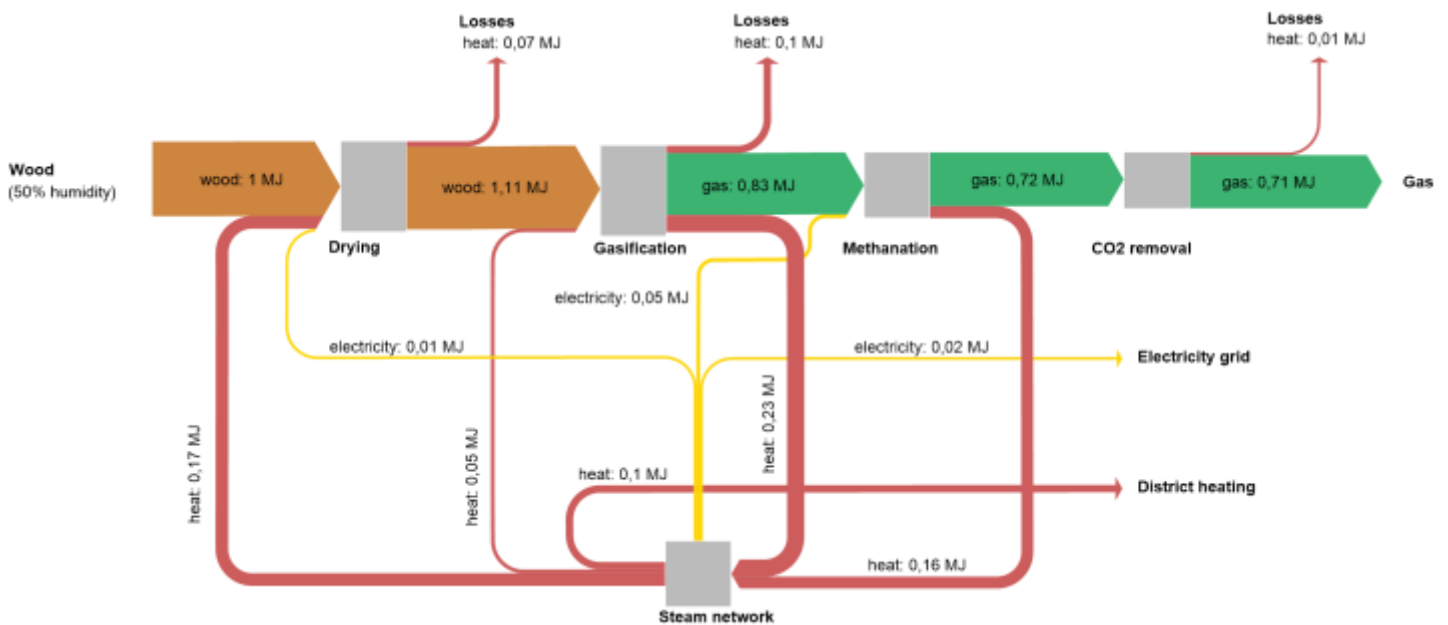 Losses
heat: 0,07 MJ
Losses
heat: 0,1 MJ
Losses
heat: 0,01 MJ
Wood
(50% humidity)
wood: 1 MJ
wood: 1,11 MJ
gas: 0,83 MJ
gas: 0,72 MJ
gas: 0,71 MJ
Gas
Drying
Gasification
Methanation
CO2 removal
electricity: 0,05 MJ
electricity: 0,01 MJ
electricity: 0,02 MJ
Electricity grid
heat: 0,17 MJ
heat: 0,05 MJ
heat: 0,23 MJ
heat: 0,1 MJ
District heating
heat: 0,16 MJ
Steam network